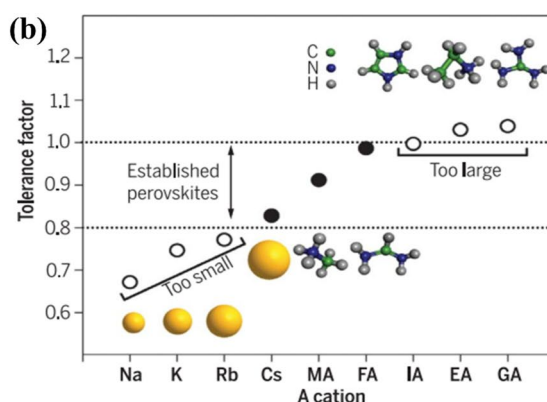 (b)
C
N
H
1.2
1.1
1.0
0.9
0.8
0.7
0.6
Tolerance factor
Established
perovskites
Too large
Too small
Na K Rb Cs MA FA IA EA GA
A cation